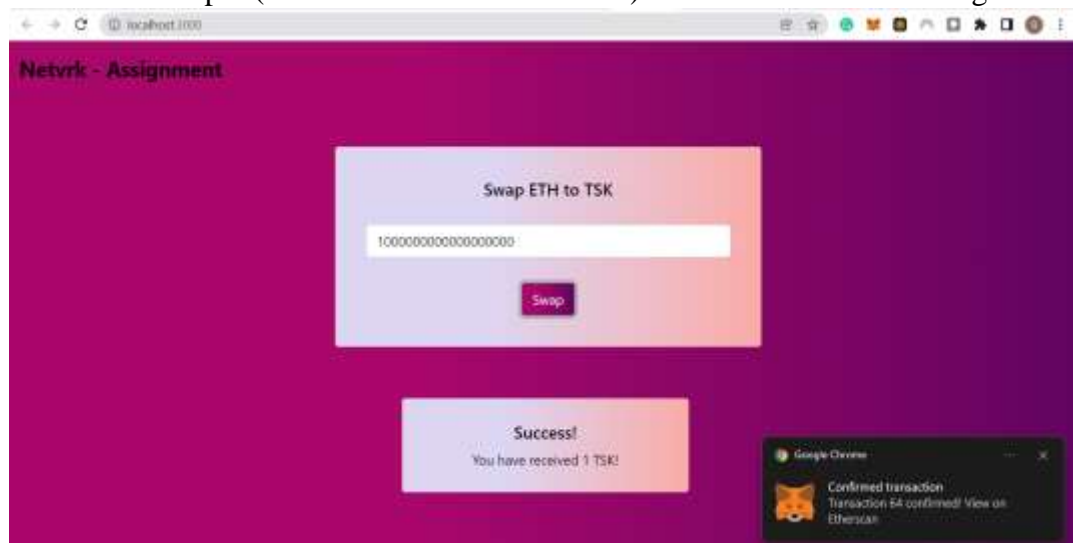 localhost:3000
Netvrk - Assignment
Swap ETH to TSK
1000000000000000000
Swap
Success!
You have received 1 TSK!
Google Chrome
Confirmed transaction
Transaction 64 confirmed! View on
Etherscan